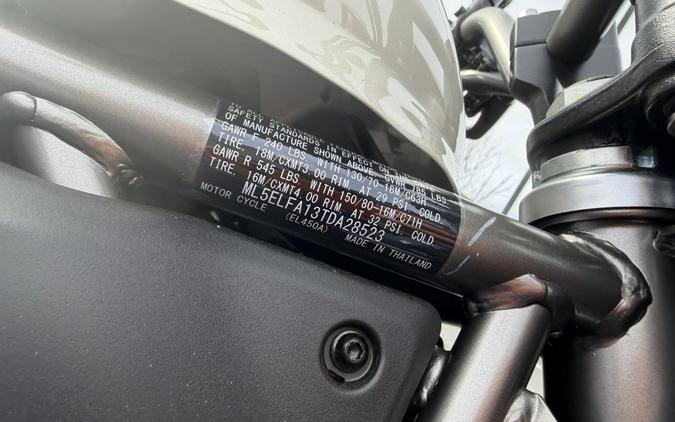 SAFETY STANDARDS IN EFFECT ON THE
OF MANUFACTURE SHOWN ABOVE. GVWR 785 LBS.
GAWR F 240 LBS. WITH 130/70-18M/C63H
TIRE, 18M/CXMT3.00 RIM, AT 29 PSI. COLD
GAWR R 545 LBS. WITH 150/80-16M/C71H
TIRE, 16M/CXMT4.00 RIM, AT 32 PSI. COLD
ML5ELFA13TDA28523
MOTOR CYCLE (EL450A) MADE IN THAILAND